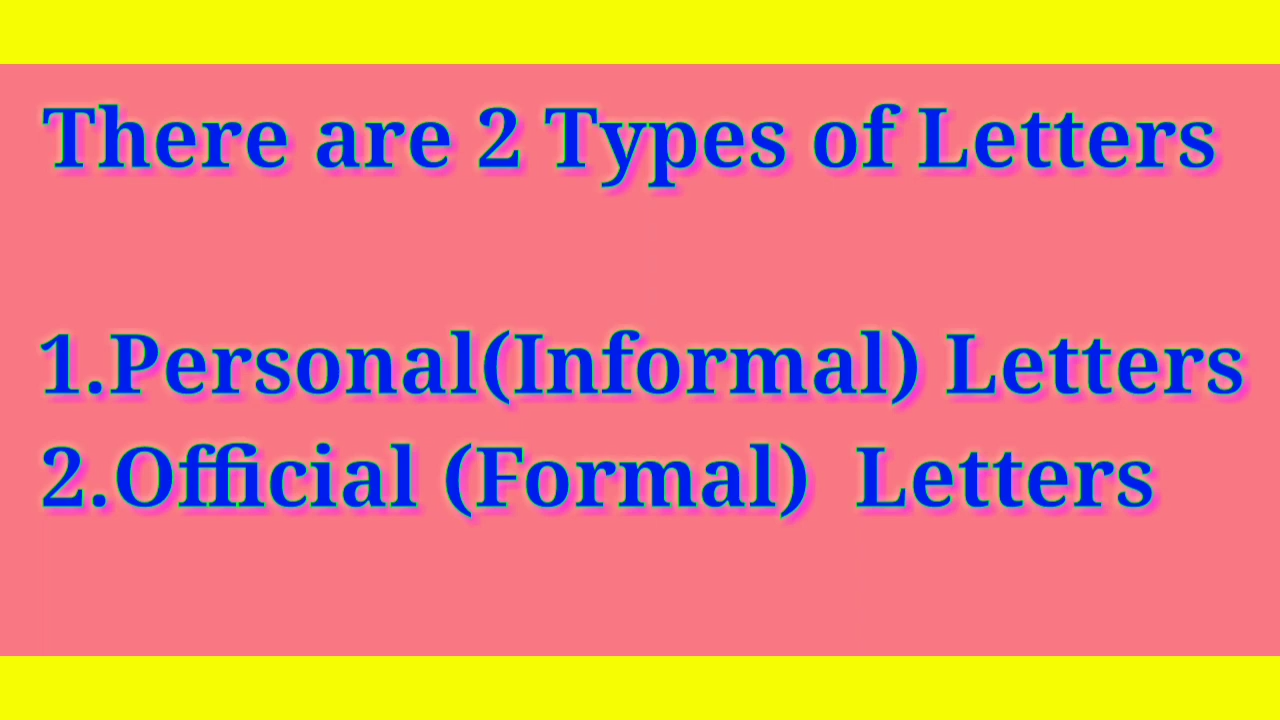 There are 2 Types of Letters
1.Personal(Informal) Letters
2.Official (Formal)  Letters